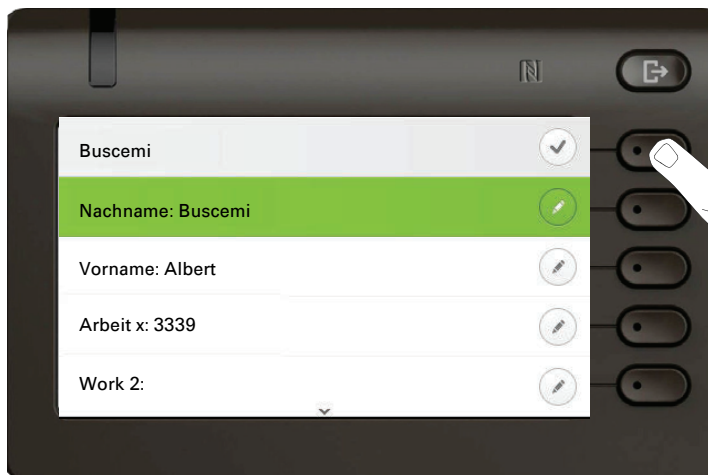 Buscemi
Nachname: Buscemi
Vorname: Albert
Arbeit x: 3339
Work 2: